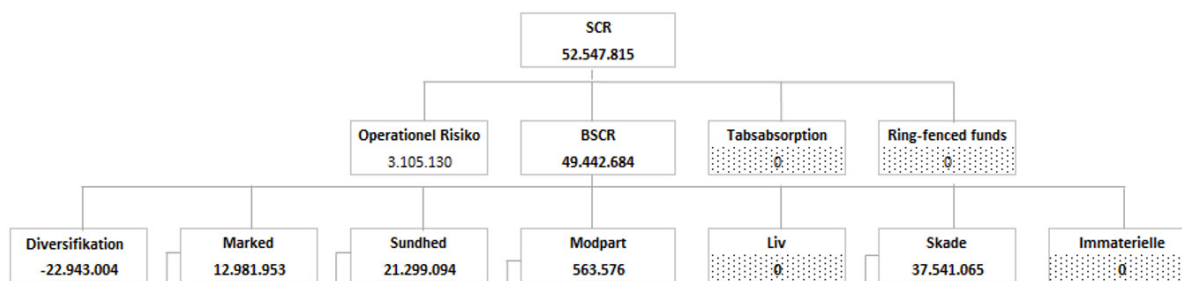 SCR
52.547.815
Operationel Risiko
3.105.130
BSCR
49.442.684
Tabsabsorption
0
Ring-fenced funds
0
Diversifikation
-22.943.004
Marked
12.981.953
Sundhed
21.299.094
Modpart
563.576
Liv
0
Skade
37.541.065
Immaterielle
0